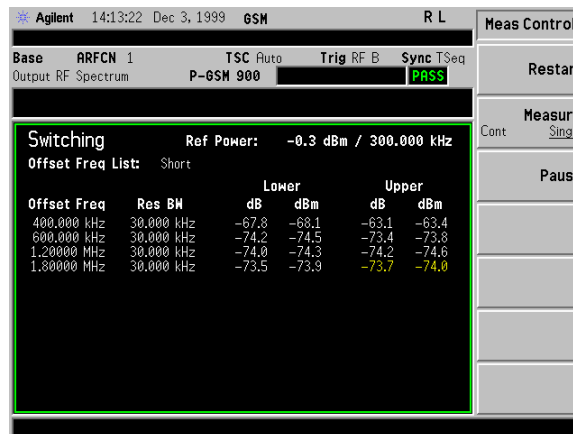 Agilent 14:13:22 Dec 3, 1999 GSM R L
Meas Control
Base ARFCN 1 TSC Auto Trig RF B Sync TSeq
Output RF Spectrum P-GSM 900 PASS
Restar
Measur
Cont Sing
Paus
Switching Ref Power: -0.3 dBm / 300.000 kHz
Offset Freq List: Short
Lower Upper
Offset Freq Res BW dB dBm dB dBm
400.000 kHz 30.000 kHz -67.8 -68.1 -63.1 -63.4
600.000 kHz 30.000 kHz -74.2 -74.5 -73.4 -73.8
1.20000 MHz 30.000 kHz -74.0 -74.3 -74.2 -74.6
1.80000 MHz 30.000 kHz -73.5 -73.9 -73.7 -74.0